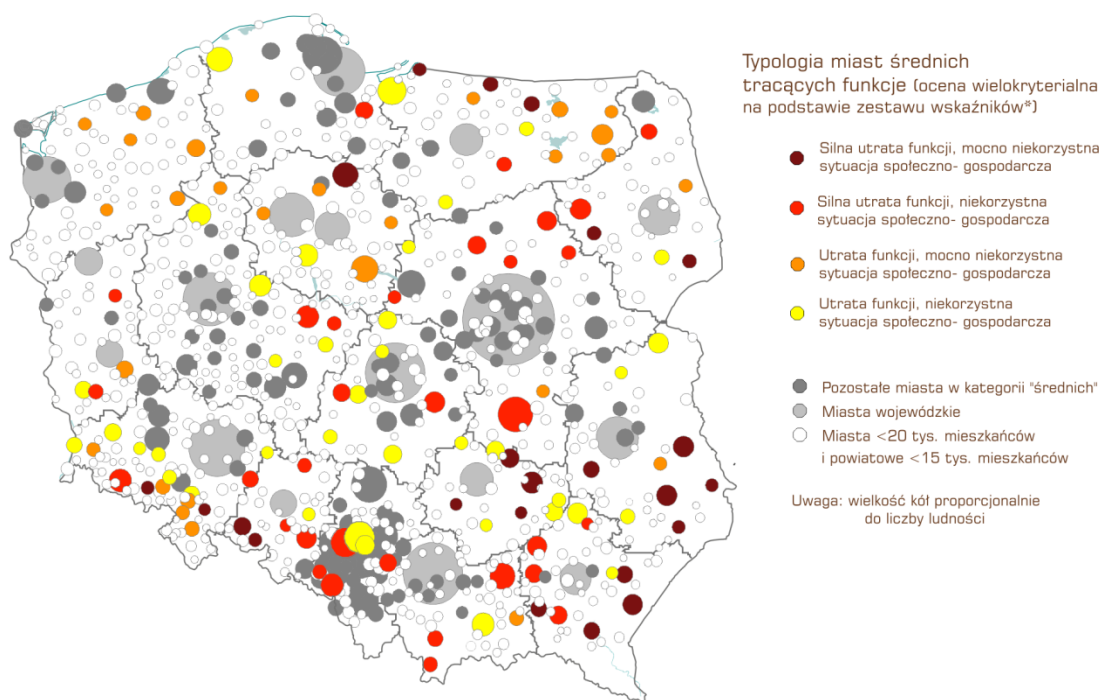 Typologia miast średnich
tracących funkcje (ocena wielokryterialna
na podstawie zestawu wskaźników*)
Silna utrata funkcji, mocno niekorzystna
sytuacja społeczno- gospodarcza
Silna utrata funkcji, niekorzystna
sytuacja społeczno- gospodarcza
Utrata funkcji, mocno niekorzystna
sytuacja społeczno- gospodarcza
Utrata funkcji, niekorzystna
sytuacja społeczno- gospodarcza
Pozostałe miasta w kategorii "średnich"
Miasta wojewódzkie
Miasta <20 tys. mieszkańców
i powiatowe <15 tys. mieszkańców
Uwaga: wielkość kół proporcjonalnie
do liczby ludności